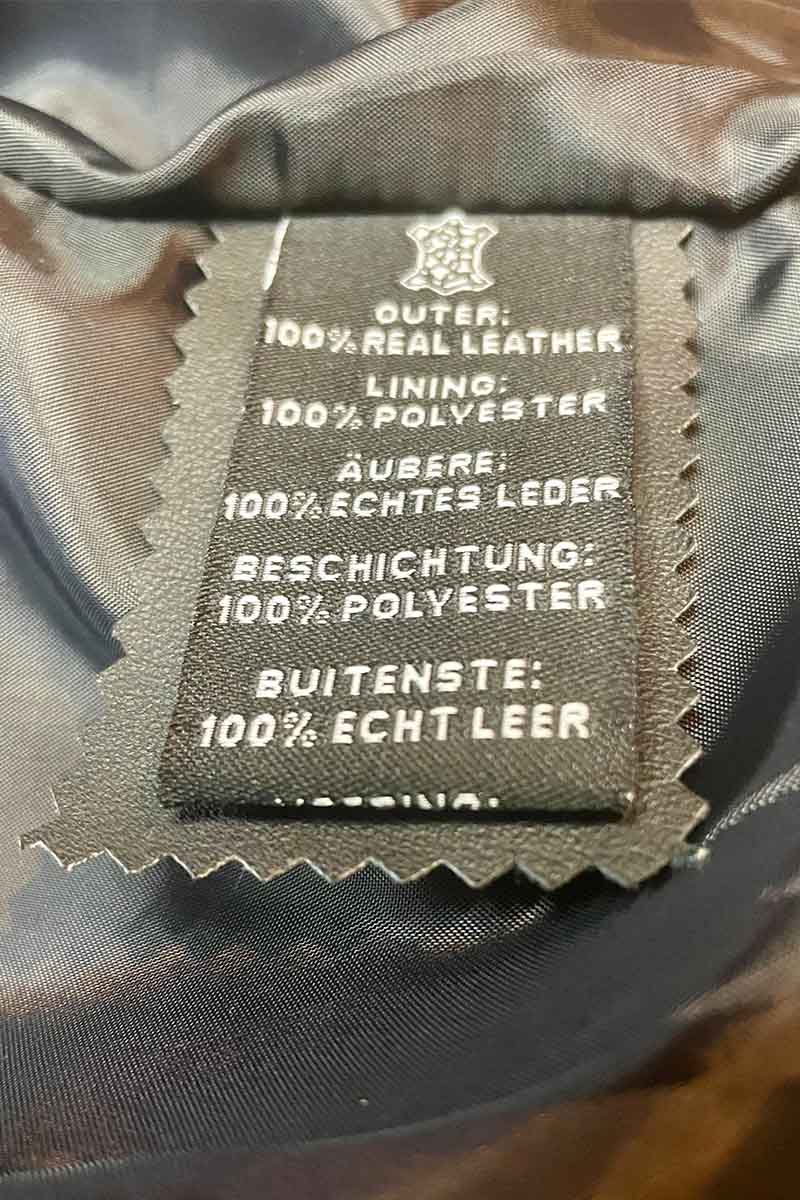 OUTER:
100% REAL LEATHER
LINING:
100% POLYESTER
ÄUBERE:
100% ECHTES LEDER
BESCHICHTUNG:
100% POLYESTER
BUITENSTE:
100% ECHT LEER